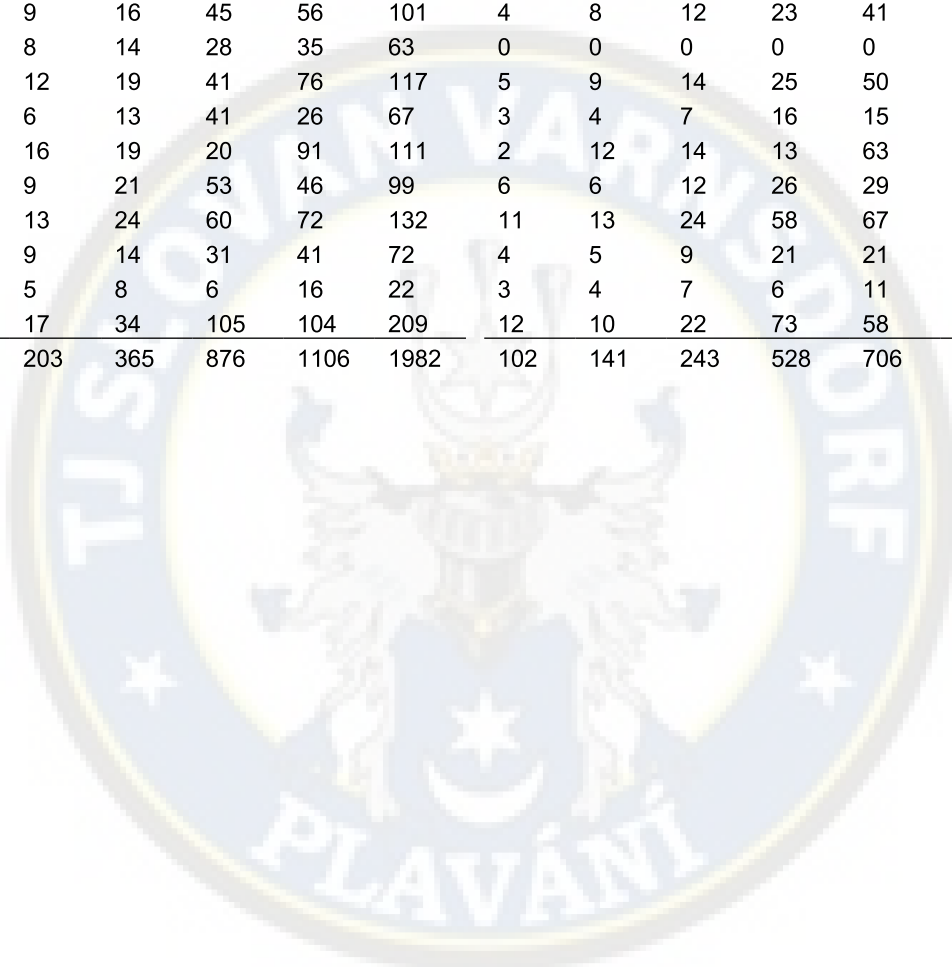 9 16 45 56 101 4 8 12 23 41
8 14 28 35 63 0 0 0 0 0
12 19 41 76 117 5 9 14 25 50
6 13 41 26 67 3 4 7 16 15
16 19 20 91 111 2 12 14 13 63
9 21 53 46 99 6 6 12 26 29
13 24 60 72 132 11 13 24 58 67
9 14 31 41 72 4 5 9 21 21
5 8 6 16 22 3 4 7 6 11
17 34 105 104 209 12 10 22 73 58
203 365 876 1106 1982 102 141 243 528 706
TJ SLOVAN VARNSDORF
PLAVÁNÍ